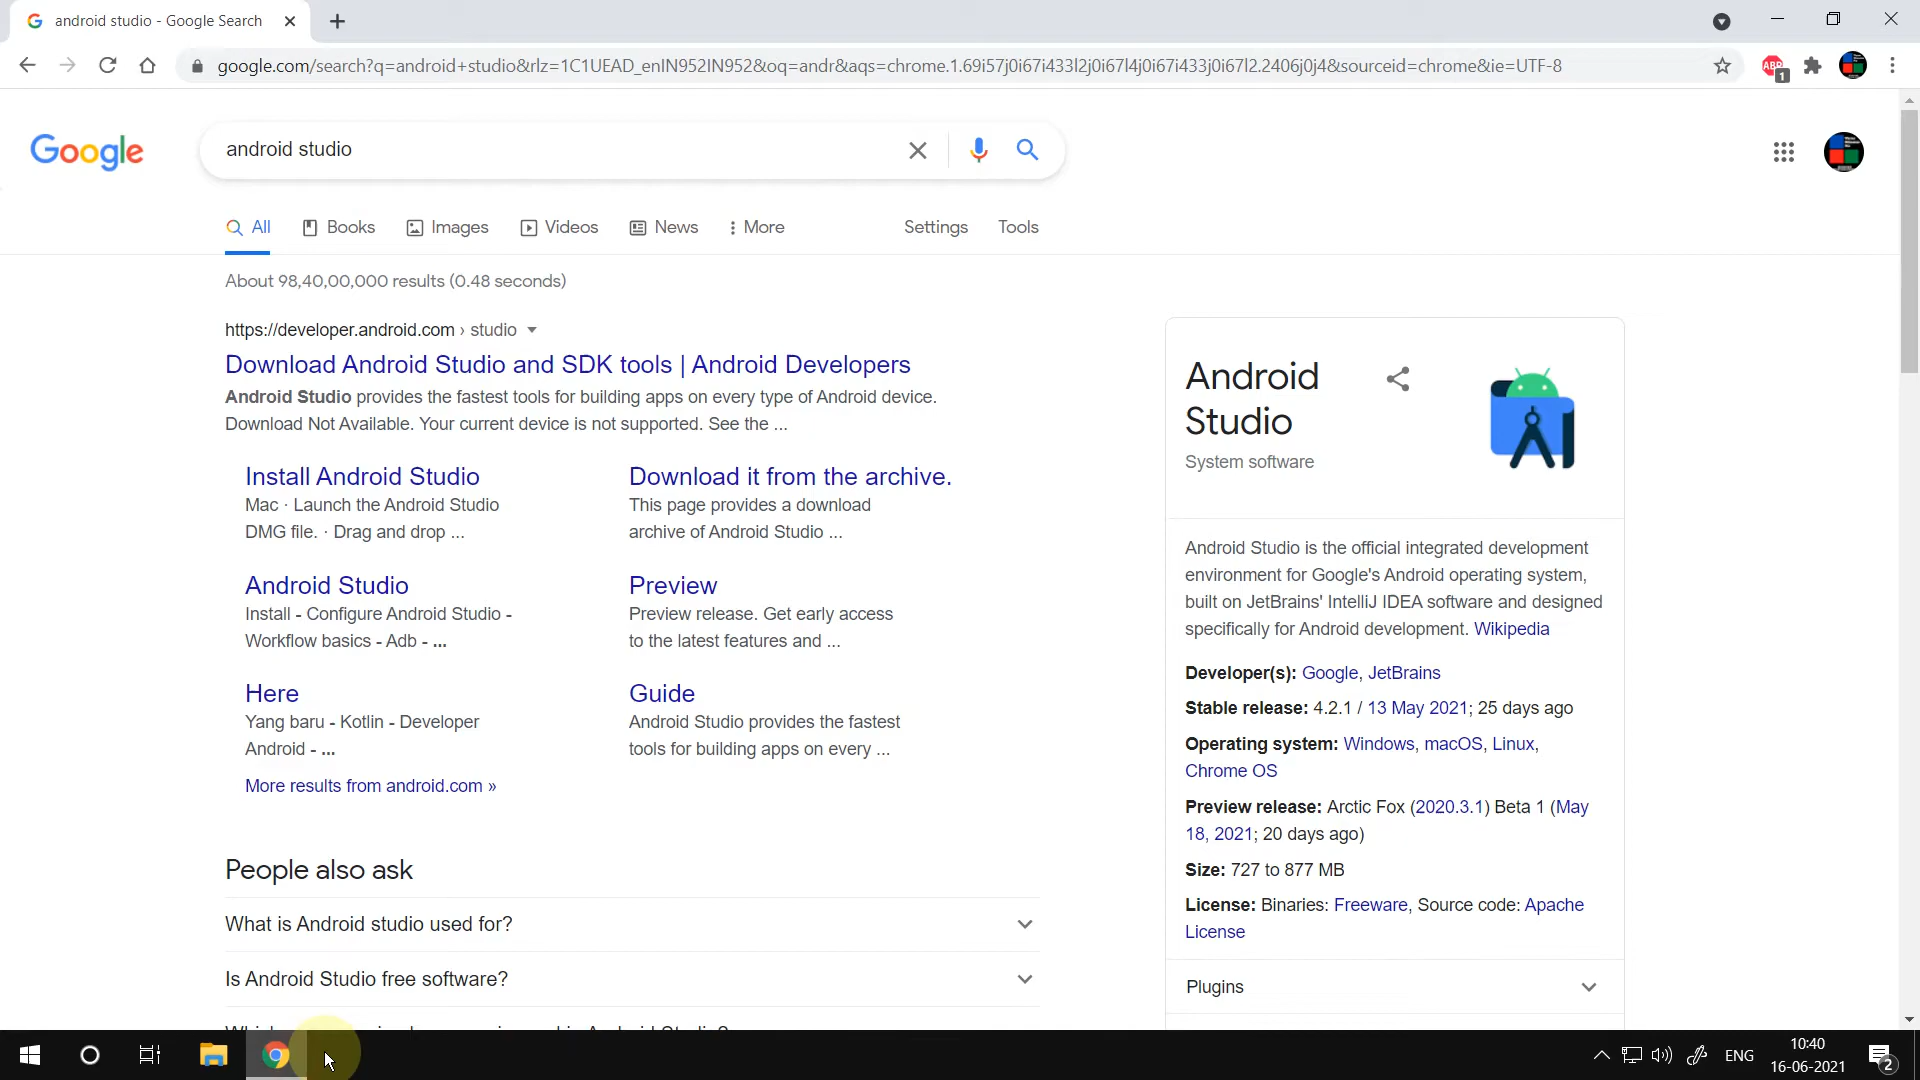 android studio - Google Search
google.com/search?q=android+studio&rlz=1C1UEAD_enIN952IN952&oq=andr&aqs=chrome.1.69i57j0i67i433l2j0i67l4j0i67i433j0i67l2.2406j0j4&sourceid=chrome&ie=UTF-8
ABP
1
Google
android studio
All Books Images Videos News More Settings Tools
About 98,40,00,000 results (0.48 seconds)
https://developer.android.com › studio
Download Android Studio and SDK tools | Android Developers
Android Studio provides the fastest tools for building apps on every type of Android device.
Download Not Available. Your current device is not supported. See the ...
Install Android Studio
Mac · Launch the Android Studio
DMG file. · Drag and drop ...
Download it from the archive.
This page provides a download
archive of Android Studio ...
Android Studio
Install - Configure Android Studio -
Workflow basics - Adb - ...
Preview
Preview release. Get early access
to the latest features and ...
Here
Yang baru - Kotlin - Developer
Android - ...
Guide
Android Studio provides the fastest
tools for building apps on every ...
More results from android.com »
People also ask
What is Android studio used for?
Is Android Studio free software?
Android
Studio
System software
Android Studio is the official integrated development
environment for Google's Android operating system,
built on JetBrains' IntelliJ IDEA software and designed
specifically for Android development. Wikipedia
Developer(s): Google, JetBrains
Stable release: 4.2.1 / 13 May 2021; 25 days ago
Operating system: Windows, macOS, Linux,
Chrome OS
Preview release: Arctic Fox (2020.3.1) Beta 1 (May
18, 2021; 20 days ago)
Size: 727 to 877 MB
License: Binaries: Freeware, Source code: Apache
License
Plugins
ENG
10:40
16-06-2021
2